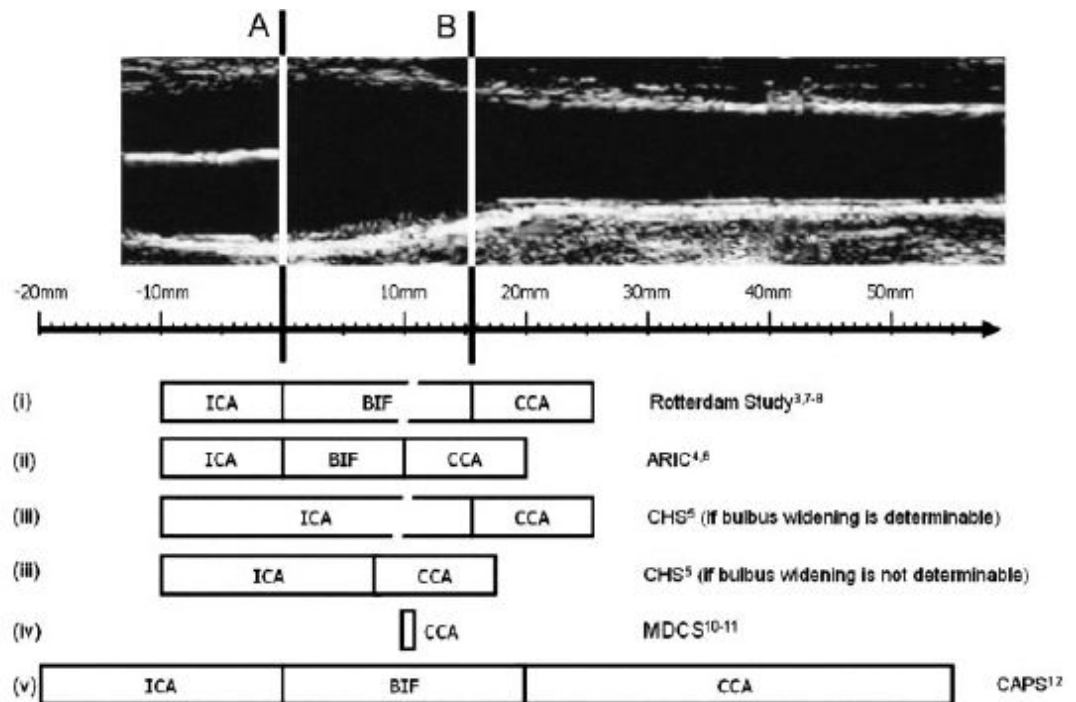 A B
-20mm -10mm 10mm 20mm 30mm 40mm 50mm
(i) ICA BIF CCA Rotterdam Study3,7-8
(ii) ICA BIF CCA ARIC4,6
(iii) ICA CCA CHS5 (if bulbus widening is determinable)
(iii) ICA CCA CHS5 (if bulbus widening is not determinable)
(iv) CCA MDCS10-11
(v) ICA BIF CCA CAPS12